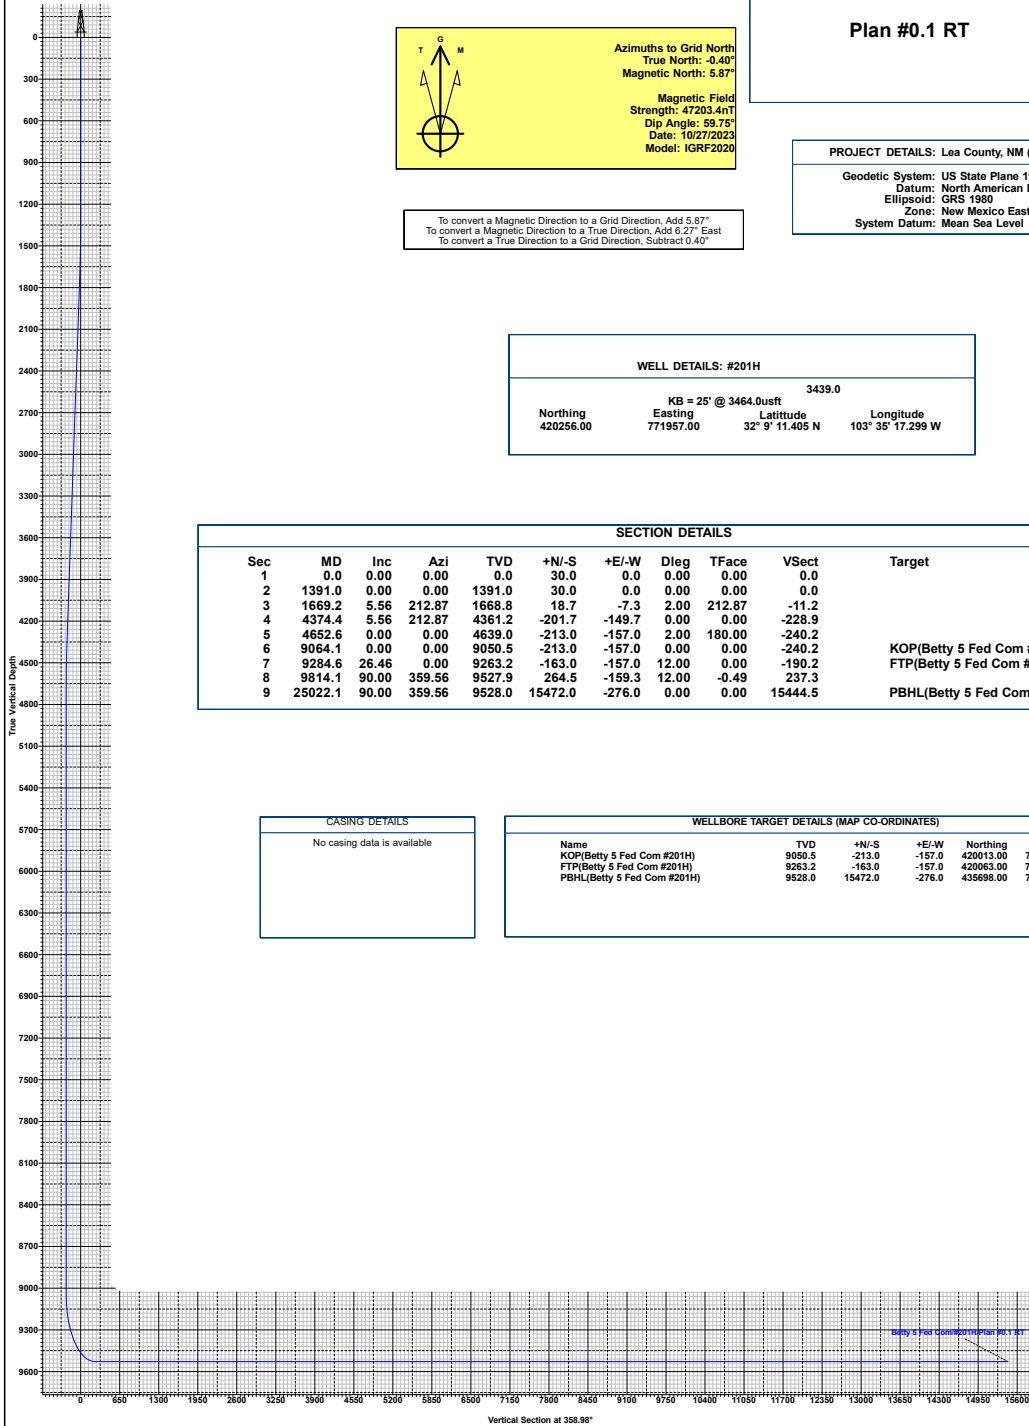 Plan #0.1 RT
G
T M
Azimuths to Grid North
True North: -0.40°
Magnetic North: 5.87°
Magnetic Field
Strength: 47203.4nT
Dip Angle: 59.75°
Date: 10/27/2023
Model: IGRF2020
PROJECT DETAILS: Lea County, NM (
Geodetic System: US State Plane 1
Datum: North American
Ellipsoid: GRS 1980
Zone: New Mexico East
System Datum: Mean Sea Level
To convert a Magnetic Direction to a Grid Direction, Add 5.87°
To convert a Magnetic Direction to a True Direction, Add 6.27° East
To convert a True Direction to a Grid Direction, Subtract 0.40°
WELL DETAILS: #201H
3439.0
KB = 25' @ 3464.0usft
Northing Easting Latittude Longitude
420256.00 771957.00 32° 9' 11.405 N 103° 35' 17.299 W
SECTION DETAILS
Sec MD Inc Azi TVD +N/-S +E/-W Dleg TFace VSect Target
1 0.0 0.00 0.00 0.0 30.0 0.0 0.00 0.00 0.0
2 1391.0 0.00 0.00 1391.0 30.0 0.0 0.00 0.00 0.0
3 1669.2 5.56 212.87 1668.8 18.7 -7.3 2.00 212.87 -11.2
4 4374.4 5.56 212.87 4361.2 -201.7 -149.7 0.00 0.00 -228.9
5 4652.6 0.00 0.00 4639.0 -213.0 -157.0 2.00 180.00 -240.2
6 9064.1 0.00 0.00 9050.5 -213.0 -157.0 0.00 0.00 -240.2 KOP(Betty 5 Fed Com #
7 9284.6 26.46 0.00 9263.2 -163.0 -157.0 12.00 0.00 -190.2 FTP(Betty 5 Fed Com #
8 9814.1 90.00 359.56 9527.9 264.5 -159.3 12.00 -0.49 237.3
9 25022.1 90.00 359.56 9528.0 15472.0 -276.0 0.00 0.00 15444.5 PBHL(Betty 5 Fed Com
CASING DETAILS
No casing data is available
WELLBORE TARGET DETAILS (MAP CO-ORDINATES)
Name TVD +N/-S +E/-W Northing
KOP(Betty 5 Fed Com #201H) 9050.5 -213.0 -157.0 420013.00 7
FTP(Betty 5 Fed Com #201H) 9263.2 -163.0 -157.0 420063.00 7
PBHL(Betty 5 Fed Com #201H) 9528.0 15472.0 -276.0 435698.00 7
True Vertical Depth
0
300
600
900
1200
1500
1800
2100
2400
2700
3000
3300
3600
3900
4200
4500
4800
5100
5400
5700
6000
6300
6600
6900
7200
7500
7800
8100
8400
8700
9000
9300
9600
Betty 5 Fed Com/#201H/Plan #0.1 RT
0 650 1300 1950 2600 3250 3900 4550 5200 5850 6500 7150 7800 8450 9100 9750 10400 11050 11700 12350 13000 13650 14300 14950 15600
Vertical Section at 358.98°